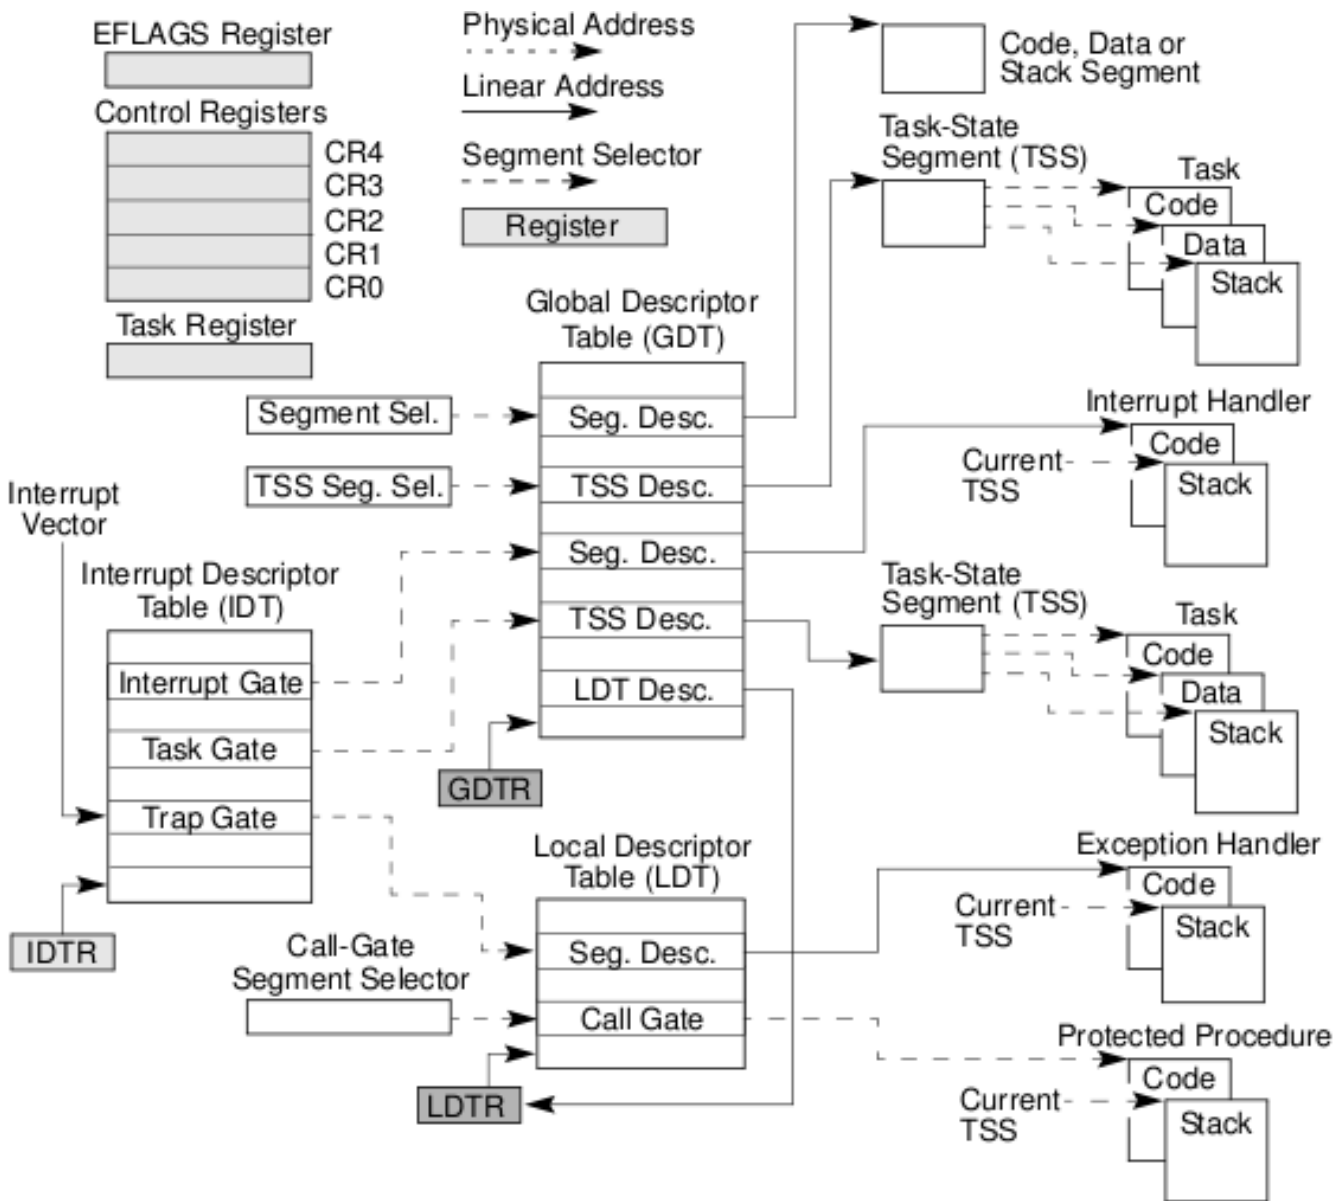 EFLAGS Register
Control Registers
CR4
CR3
CR2
CR1
CR0
Task Register
Physical Address
Linear Address
Segment Selector
Register
Code, Data or
Stack Segment
Task-State
Segment (TSS)
Task
Code
Data
Stack
Global Descriptor
Table (GDT)
Segment Sel.
Seg. Desc.
TSS Seg. Sel.
TSS Desc.
Seg. Desc.
TSS Desc.
LDT Desc.
GDTR
Interrupt Handler
Code
Current
TSS
Stack
Interrupt
Vector
Interrupt Descriptor
Table (IDT)
Interrupt Gate
Task Gate
Trap Gate
IDTR
Task-State
Segment (TSS)
Task
Code
Data
Stack
Local Descriptor
Table (LDT)
Call-Gate
Segment Selector
Seg. Desc.
Call Gate
LDTR
Exception Handler
Code
Current
TSS
Stack
Protected Procedure
Code
Current
TSS
Stack